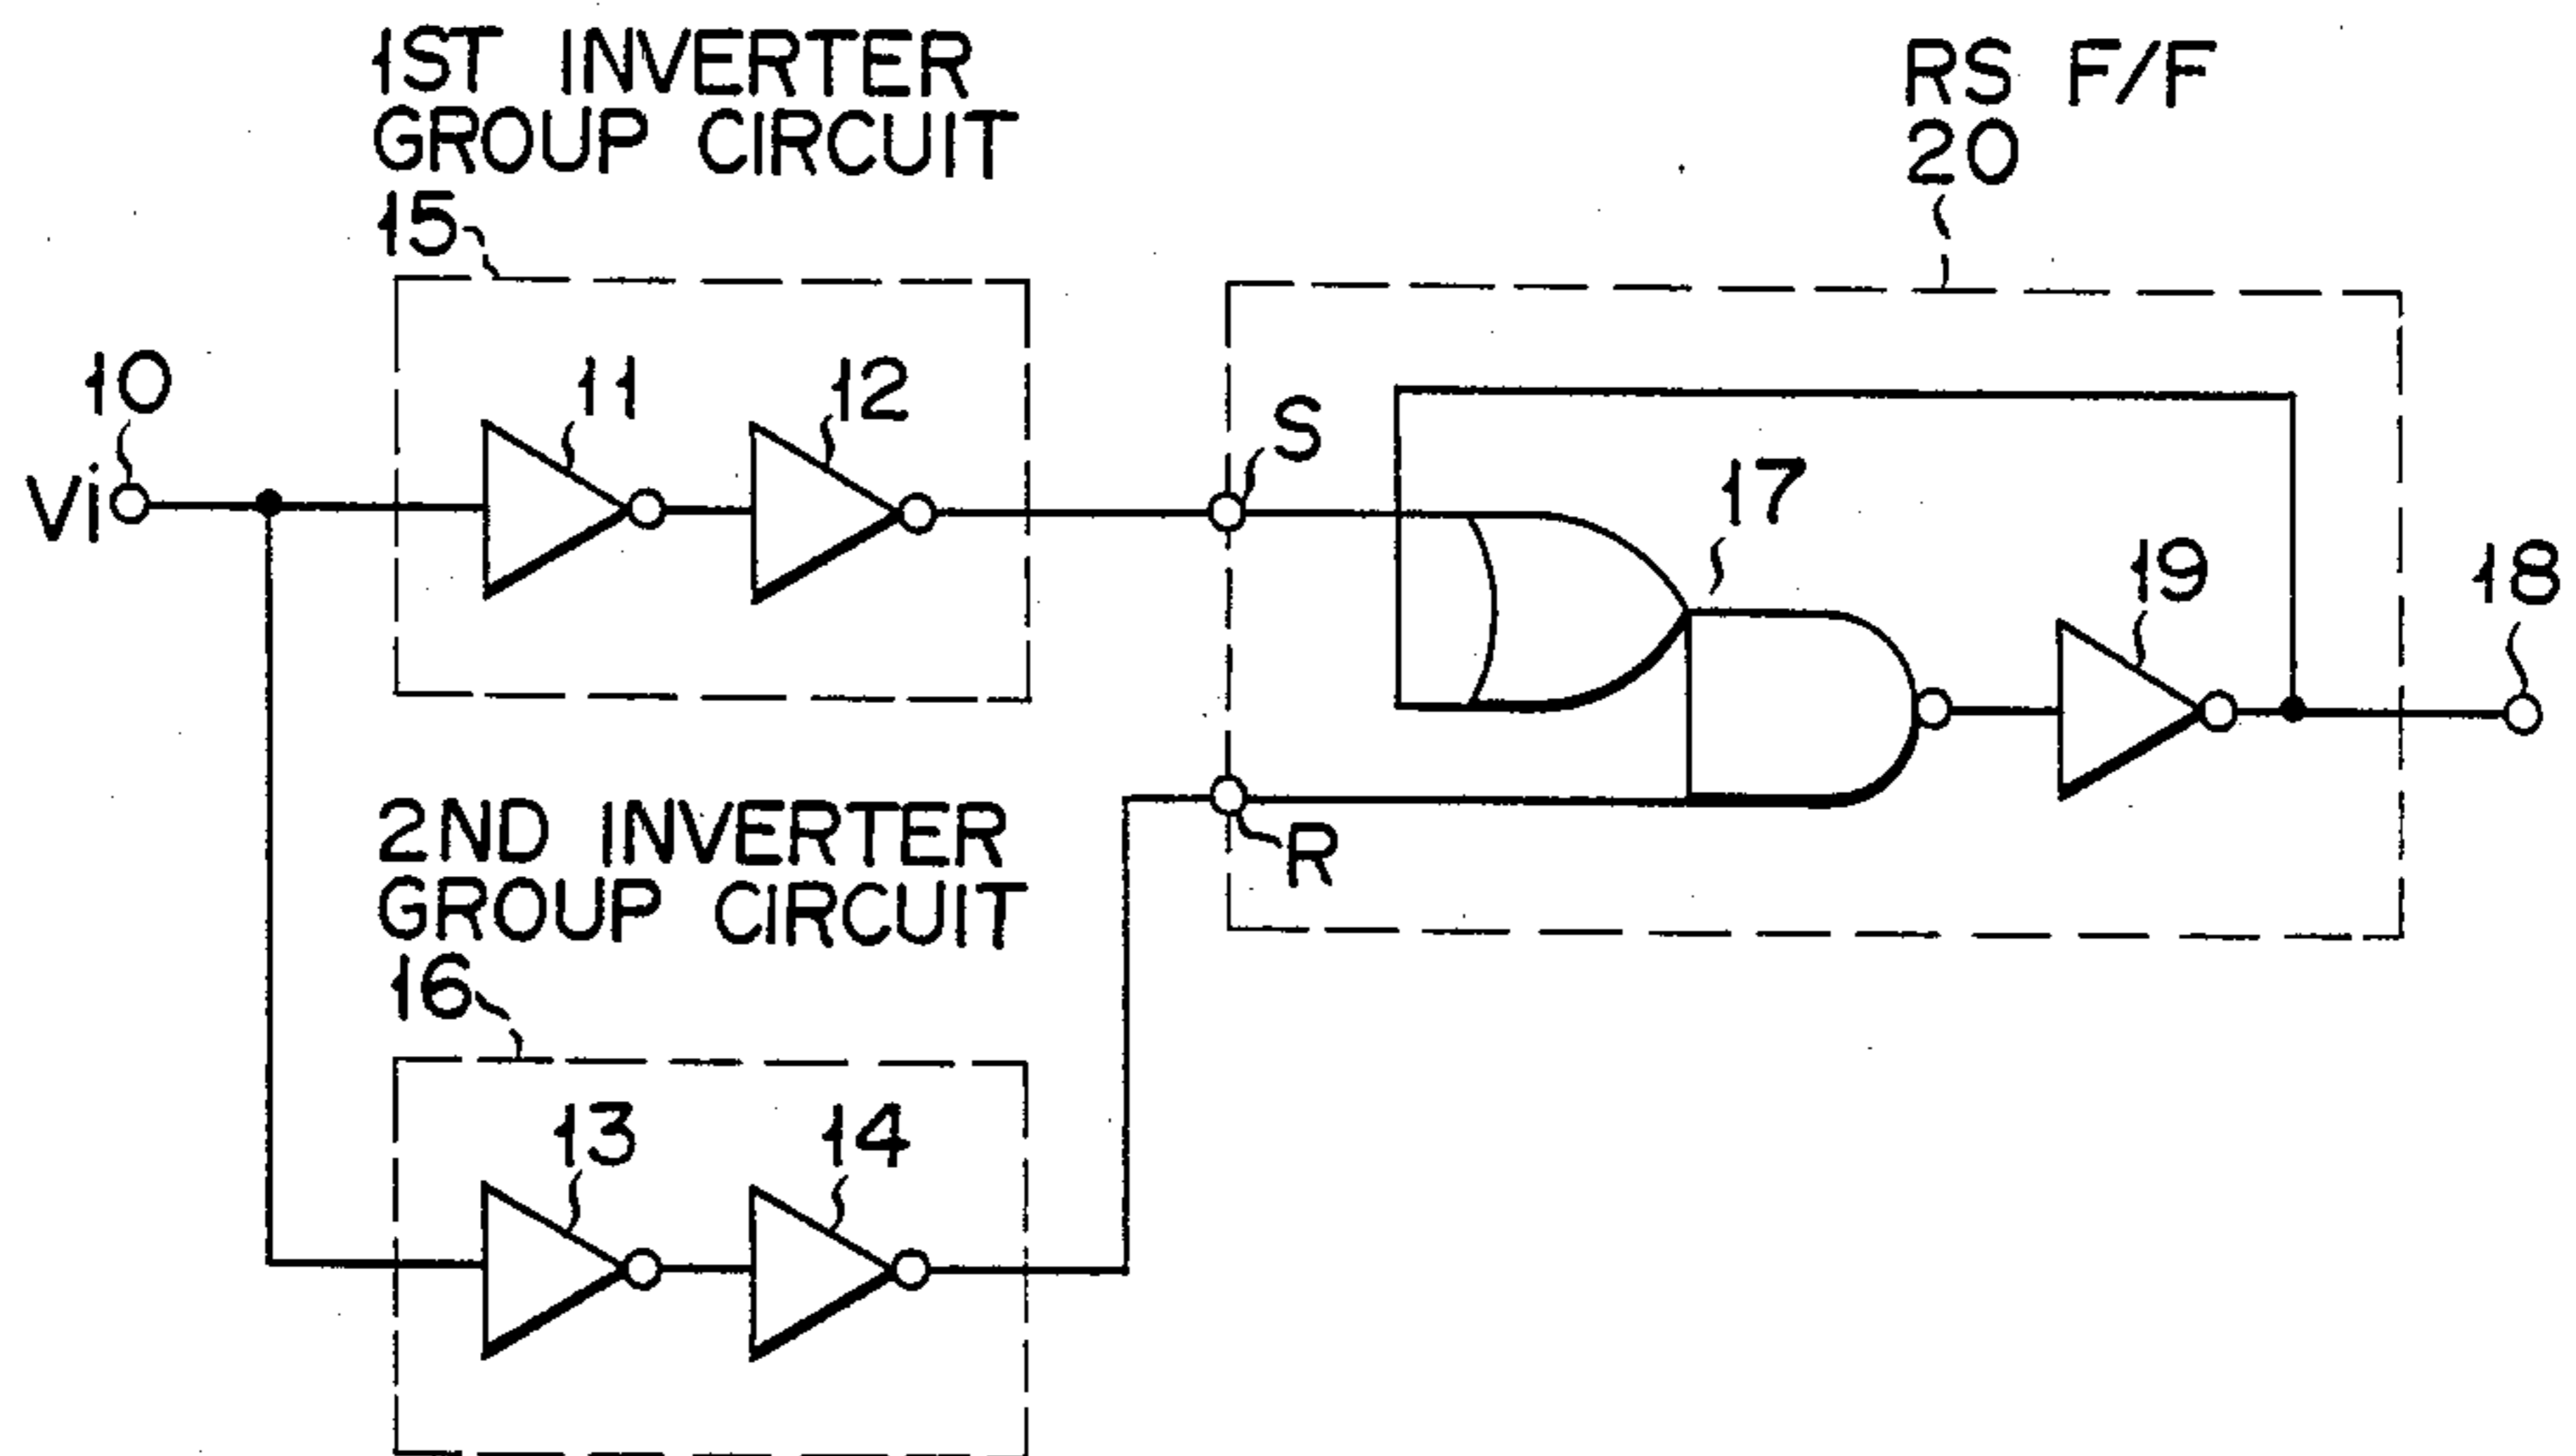 1ST INVERTER
GROUP CIRCUIT
15
RS F/F
20
10
11
12
S
17
Vi
19
18
2ND INVERTER
GROUP CIRCUIT
R
16
13
14